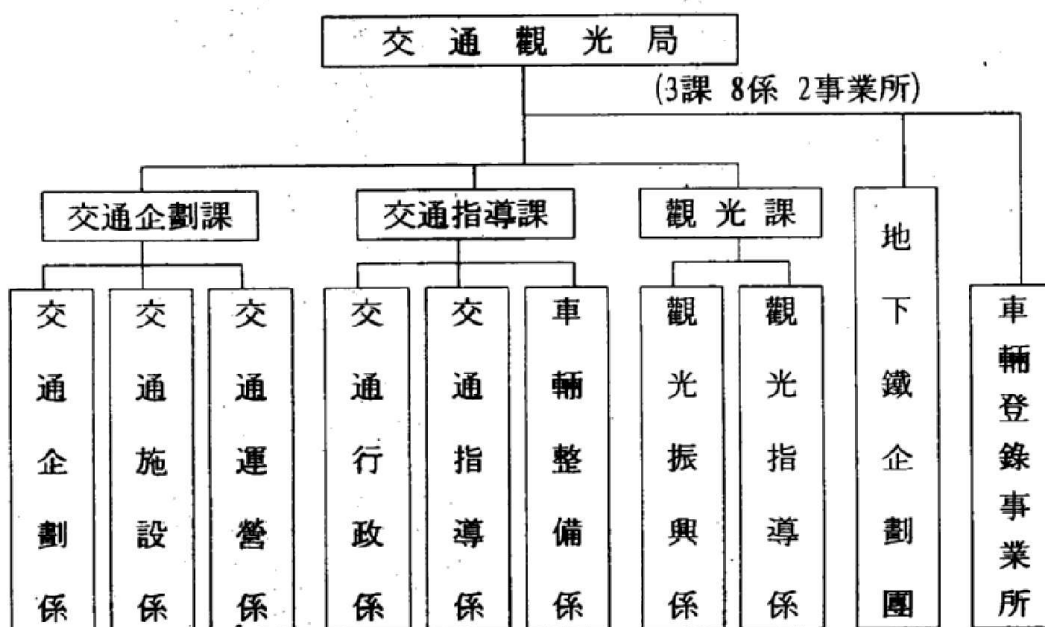 交通觀光局
(3課 8係 2事業所)
交通企劃課
交通指導課
觀光課
交通企劃係
交通施設係
交通運營係
交通行政係
交通指導係
車輛整備係
觀光振興係
觀光指導係
地下鐵企劃團
車輛登錄事業所